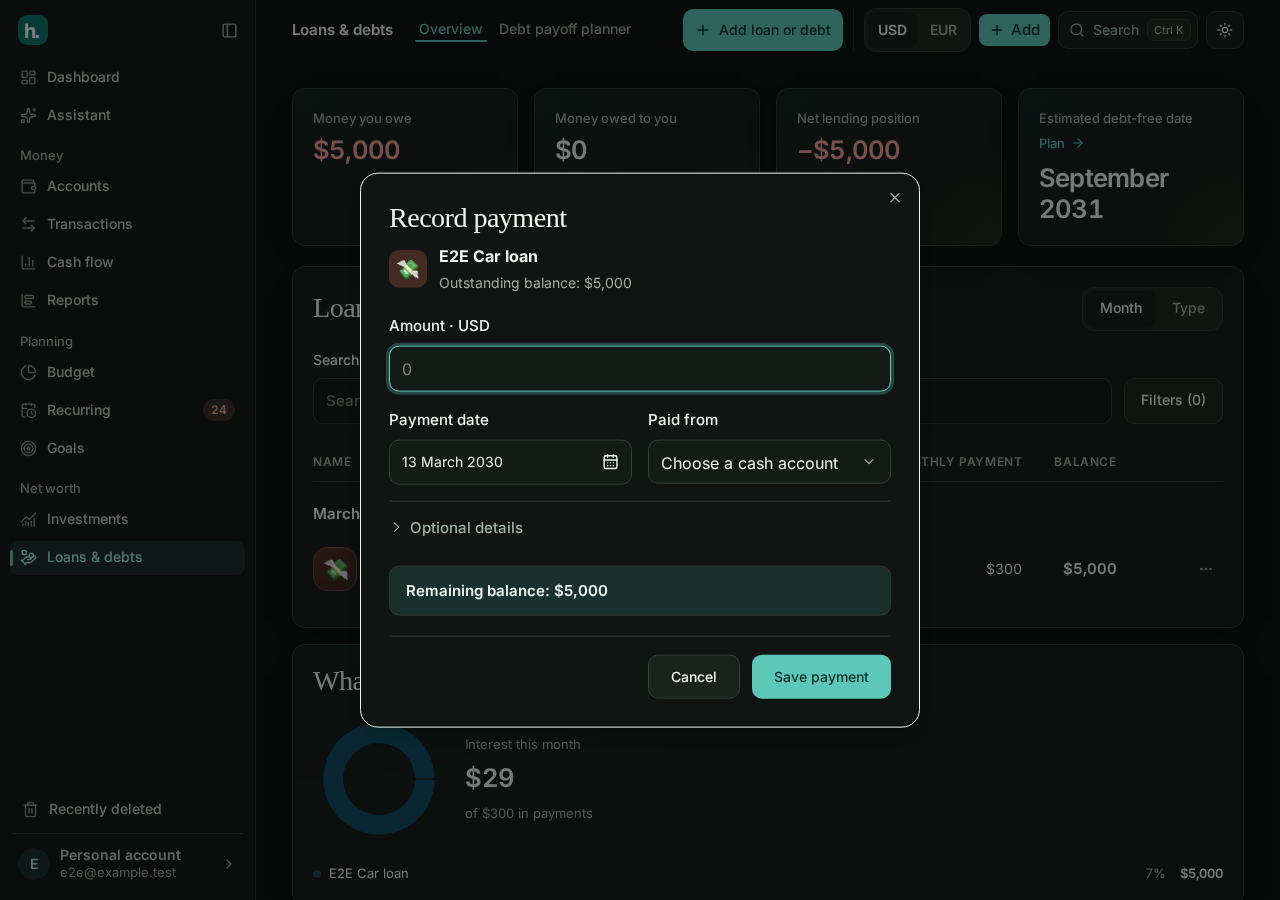 h.
Dashboard
Assistant
Money
Accounts
Transactions
Cash flow
Reports
Planning
Budget
Recurring
24
Goals
Net worth
Investments
Loans & debts
Recently deleted
E
Personal account
e2e@example.test
Loans & debts
Overview
Debt payoff planner
Add loan or debt
USD
EUR
Add
Search
Ctrl K
Money you owe
$5,000
Money owed to you
$0
Net lending position
−$5,000
Estimated debt-free date
Plan
September
2031
Month
Type
Search
Filters (0)
NAME
PAYMENT
BALANCE
March
$300
$5,000
Record payment
E2E Car loan
Outstanding balance: $5,000
Amount · USD
0
Payment date
Paid from
13 March 2030
Choose a cash account
Optional details
Remaining balance: $5,000
Cancel
Save payment
Interest this month
$29
of $300 in payments
E2E Car loan
7%
$5,000